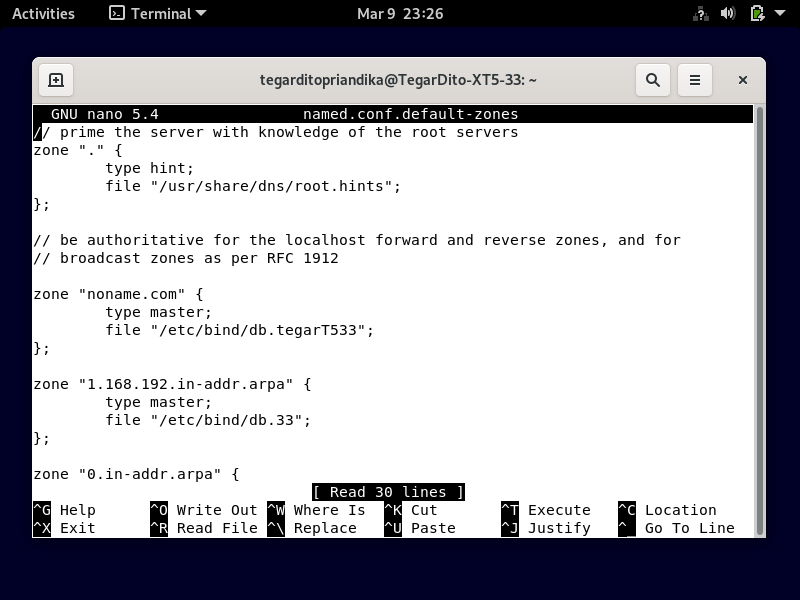 Activities Terminal Mar 9 23:26
tegarditopriandika@TegarDito-XT5-33: ~
GNU nano 5.4 named.conf.default-zones
// prime the server with knowledge of the root servers
zone "." {
        type hint;
        file "/usr/share/dns/root.hints";
};

// be authoritative for the localhost forward and reverse zones, and for
// broadcast zones as per RFC 1912

zone "noname.com" {
        type master;
        file "/etc/bind/db.tegarT533";
};

zone "1.168.192.in-addr.arpa" {
        type master;
        file "/etc/bind/db.33";
};

zone "0.in-addr.arpa" {
[ Read 30 lines ]
^G Help ^O Write Out ^W Where Is ^K Cut ^T Execute ^C Location
^X Exit ^R Read File ^\ Replace ^U Paste ^J Justify ^_ Go To Line